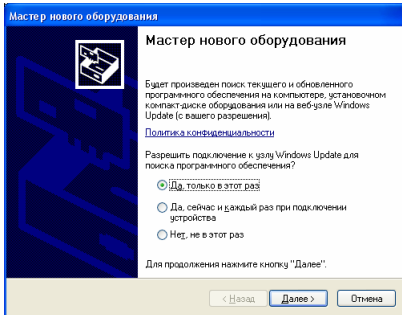 Мастер нового оборудования
Мастер нового оборудования
Будет произведен поиск текущего и обновленного
программного обеспечения на компьютере, установочном
компакт-диске оборудования или на веб-узле Windows
Update (с вашего разрешения).
Политика конфиденциальности
Разрешить подключение к узлу Windows Update для
поиска программного обеспечения?
Да, только в этот раз
Да, сейчас и каждый раз при подключении
устройства
Нет, не в этот раз
Для продолжения нажмите кнопку "Далее".
< Назад
Далее >
Отмена